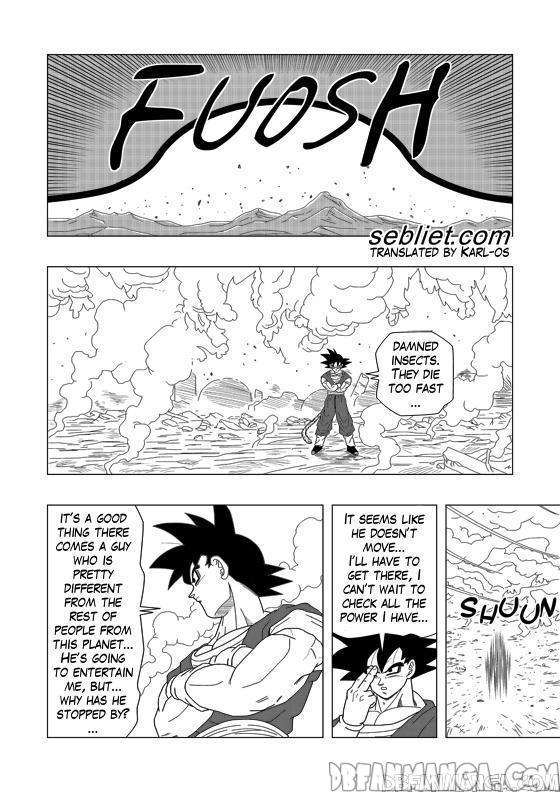 FUOSH
sebliet.com
TRANSLATED BY KARL-OS
DAMNED
INSECTS.
THEY DIE
TOO FAST
...
IT'S A GOOD
THING THERE
COMES A GUY
WHO IS
PRETTY
DIFFERENT
FROM THE
REST OF
PEOPLE FROM
THIS PLANET...
HE'S GOING
TO ENTERTAIN
ME, BUT...
WHY HAS HE
STOPPED BY?
...
IT SEEMS LIKE
HE DOESN'T
MOVE...
I'LL HAVE TO
GET THERE, I
CAN'T WAIT TO
CHECK ALL THE
POWER I HAVE...
SHUUN
DBFANMANGA.COM